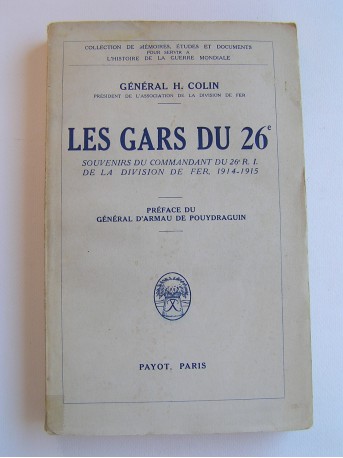 COLLECTION DE MÉMOIRES, ÉTUDES ET DOCUMENTS
POUR SERVIR A
L'HISTOIRE DE LA GUERRE MONDIALE
GÉNÉRAL H. COLIN
PRÉSIDENT DE L'ASSOCIATION DE LA DIVISION DE FER
LES GARS DU 26e
SOUVENIRS DU COMMANDANT DU 26e R. I.
DE LA DIVISION DE FER, 1914-1915
PRÉFACE DU
GÉNÉRAL D'ARMAU DE POUYDRAGUIN
PAYOT, PARIS